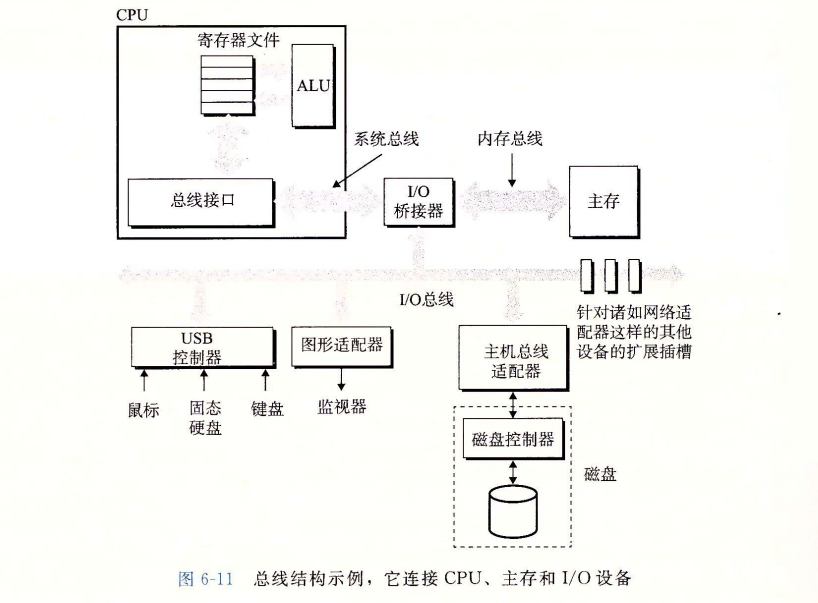 CPU
寄存器文件
ALU
系统总线
内存总线
总线接口
I/O
桥接器
主存
I/O总线
针对诸如网络适
配器这样的其他
设备的扩展插槽
USB
控制器
图形适配器
主机总线
适配器
鼠标
固态
硬盘
键盘
监视器
磁盘控制器
磁盘
图 6-11 总线结构示例，它连接 CPU、主存和 I/O 设备